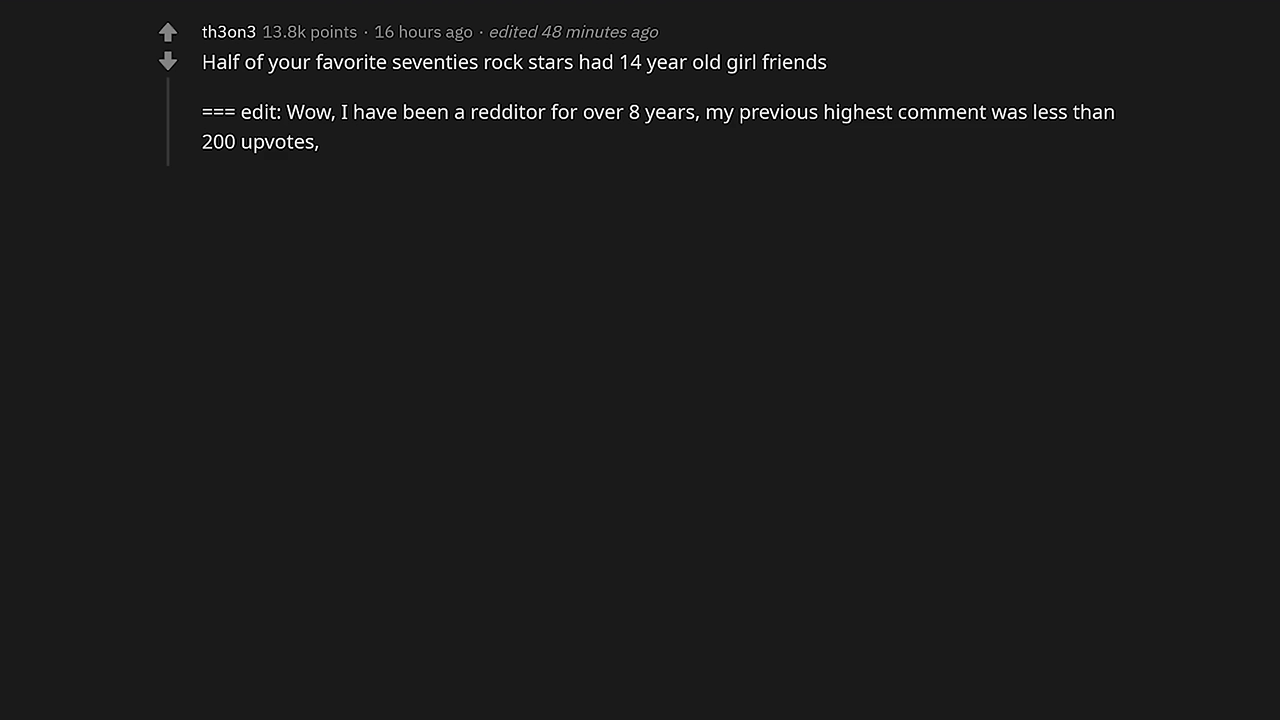 th3on3 13.8k points · 16 hours ago · edited 48 minutes ago
Half of your favorite seventies rock stars had 14 year old girl friends
=== edit: Wow, I have been a redditor for over 8 years, my previous highest comment was less than
200 upvotes,